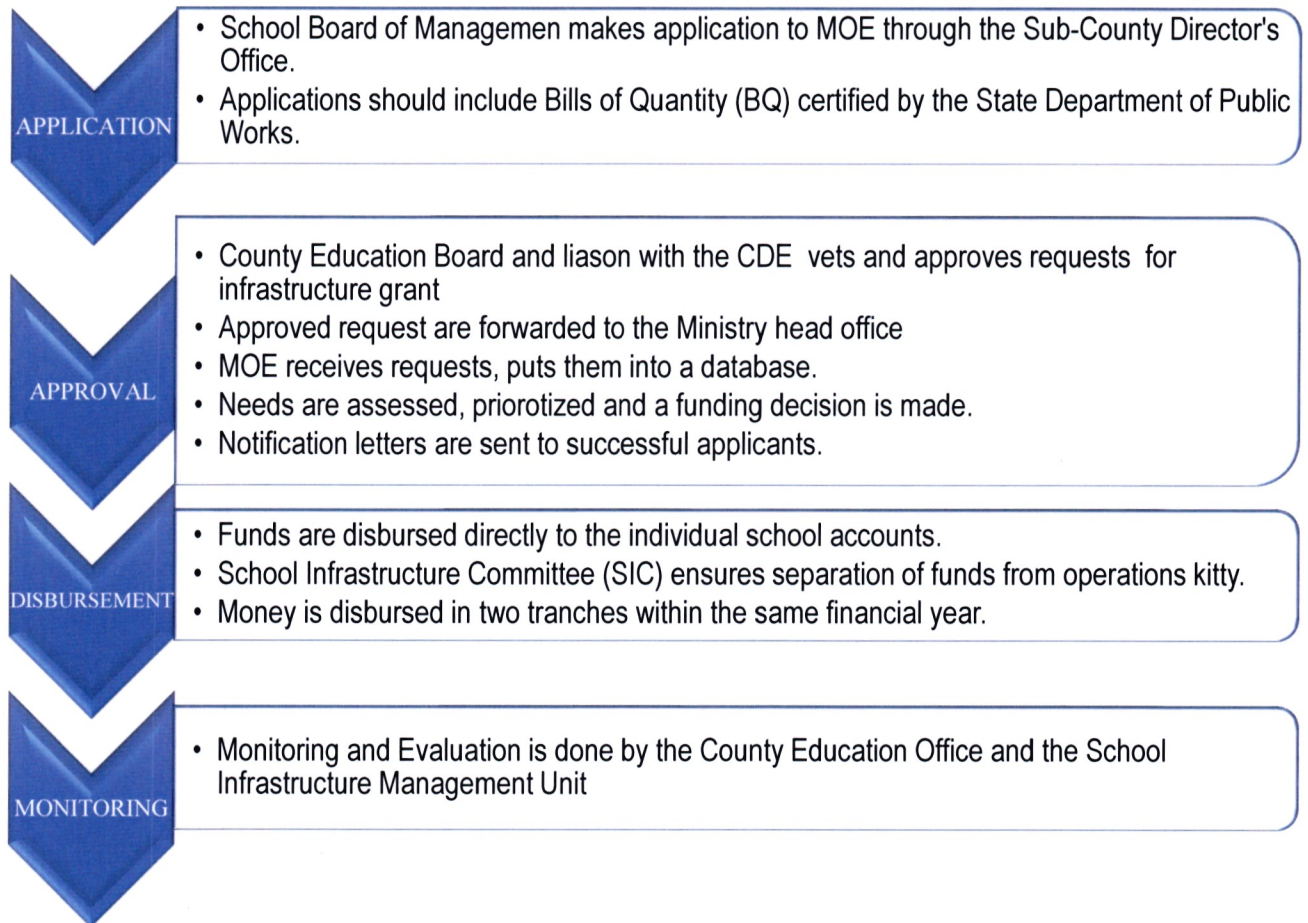 • School Board of Managemen makes application to MOE through the Sub-County Director's
Office.
• Applications should include Bills of Quantity (BQ) certified by the State Department of Public
Works.
APPLICATION
• County Education Board and liason with the CDE vets and approves requests for
infrastructure grant
• Approved request are forwarded to the Ministry head office
• MOE receives requests, puts them into a database.
• Needs are assessed, priorotized and a funding decision is made.
• Notification letters are sent to successful applicants.
APPROVAL
• Funds are disbursed directly to the individual school accounts.
• School Infrastructure Committee (SIC) ensures separation of funds from operations kitty.
• Money is disbursed in two tranches within the same financial year.
DISBURSEMENT
• Monitoring and Evaluation is done by the County Education Office and the School
Infrastructure Management Unit
MONITORING